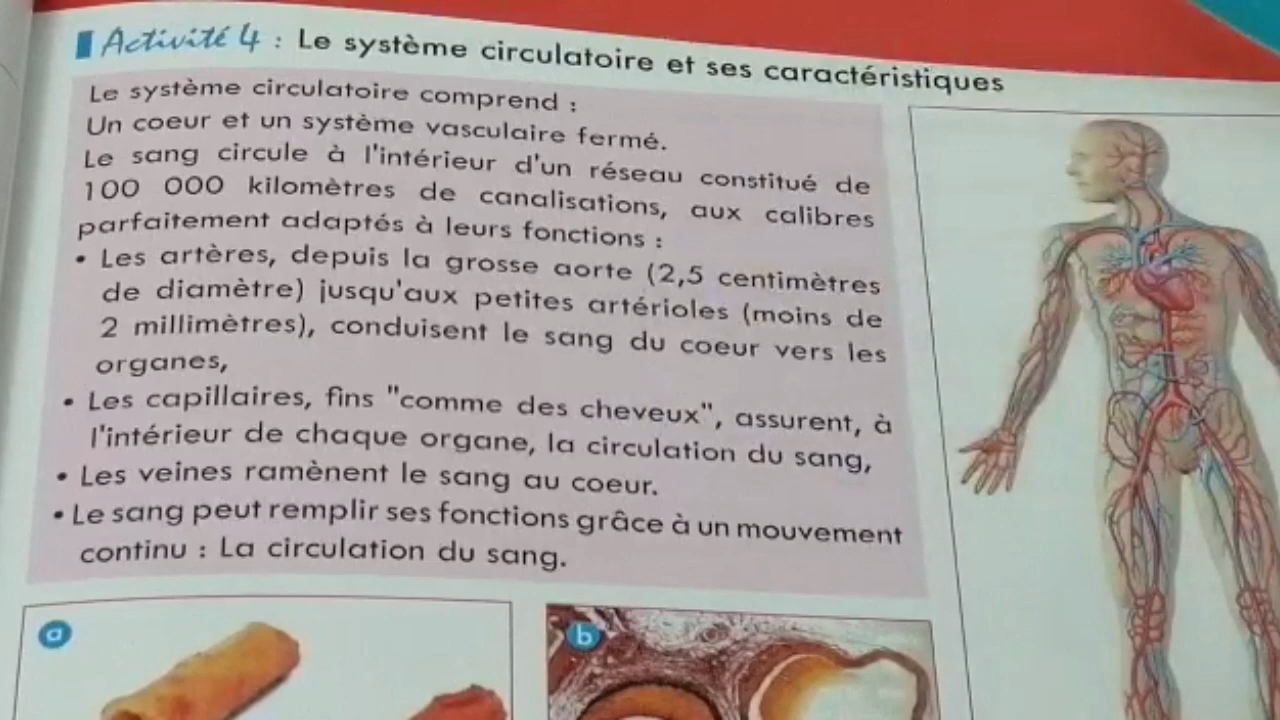 Activité 4 : Le système circulatoire et ses caractéristiques
Le système circulatoire comprend :
Un coeur et un système vasculaire fermé.
Le sang circule à l'intérieur d'un réseau constitué de
100 000 kilomètres de canalisations, aux calibres
parfaitement adaptés à leurs fonctions :
• Les artères, depuis la grosse aorte (2,5 centimètres
de diamètre) jusqu'aux petites artérioles (moins de
2 millimètres), conduisent le sang du coeur vers les
organes,
• Les capillaires, fins "comme des cheveux", assurent, à
l'intérieur de chaque organe, la circulation du sang,
• Les veines ramènent le sang au coeur.
• Le sang peut remplir ses fonctions grâce à un mouvement
continu : La circulation du sang.
a
b